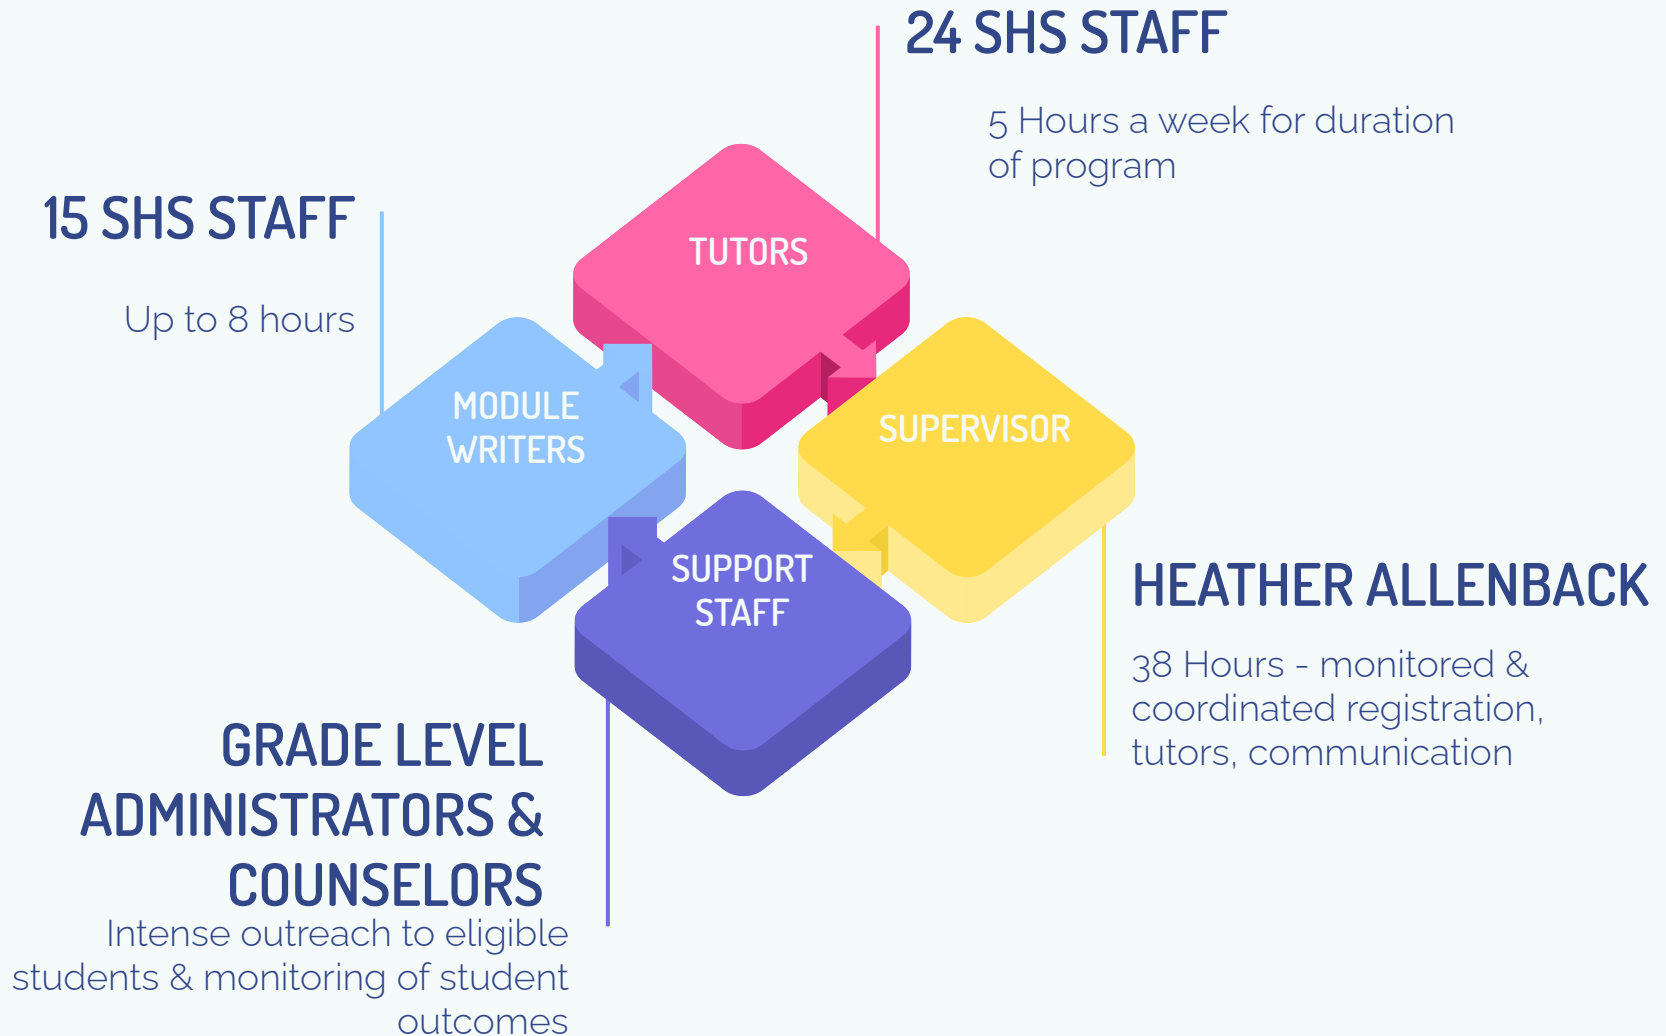 24 SHS STAFF
5 Hours a week for duration
of program
15 SHS STAFF
Up to 8 hours
TUTORS
MODULE
WRITERS
SUPERVISOR
SUPPORT
STAFF
HEATHER ALLENBACK
38 Hours - monitored &
coordinated registration,
tutors, communication
GRADE LEVEL
ADMINISTRATORS &
COUNSELORS
Intense outreach to eligible
students & monitoring of student
outcomes